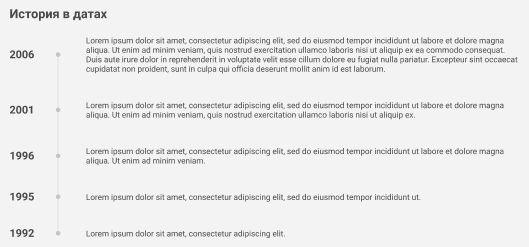 История в датах
2006
Lorem ipsum dolor sit amet, consectetur adipiscing elit, sed do eiusmod tempor incididunt ut labore et dolore eu magna
aliqua. Ut enim ad minim veniam, quis nostrud exercitation ullamco laboris nisi ut aliquip ex ea commodo consequat.
Duis aute irure dolor in reprehenderit in voluptate velit esse cillum dolore eu fugiat nulla pariatur. Excepteur sint occaecat
cupidatat non proident, sunt in culpa qui officia deserunt mollit anim id est laborum.
2001
Lorem ipsum dolor sit amet, consectetur adipiscing elit, sed do eiusmod tempor incididunt ut labore et dolore magna
aliqua. Ut enim ad minim veniam, quis nostrud exercitation ullamco laboris nisi ut aliquip ex.
1996
Lorem ipsum dolor sit amet, consectetur adipiscing elit, sed do eiusmod tempor incididunt ut labore et dolore magna
aliqua. Ut enim ad minim veniam.
1995
Lorem ipsum dolor sit amet, consectetur adipiscing elit, sed do eiusmod tempor incididunt ut.
1992
Lorem ipsum dolor sit amet, consectetur adipiscing elit.